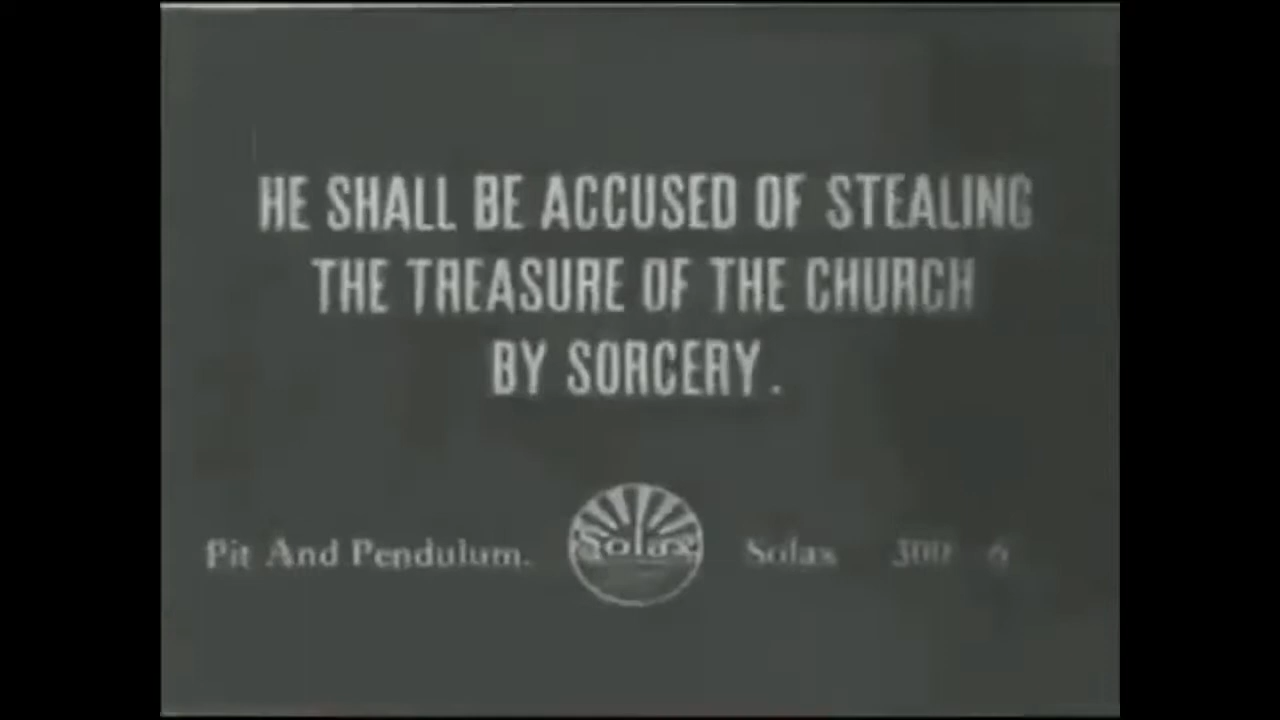 HE SHALL BE ACCUSED OF STEALING
THE TREASURE OF THE CHURCH
BY SORCERY.
Pit And Pendulum. Solax Solax